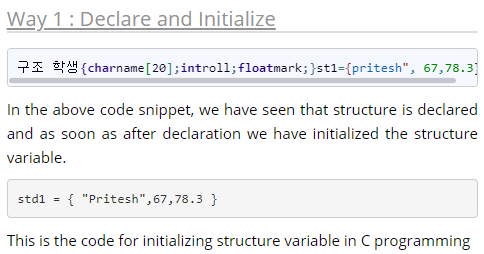 Way 1 : Declare and Initialize
구조 학생{charname[20];introll;floatmark;}st1={pritesh", 67,78.3}
In the above code snippet, we have seen that structure is declared
and as soon as after declaration we have initialized the structure
variable.
std1 = { "Pritesh",67,78.3 }
This is the code for initializing structure variable in C programming